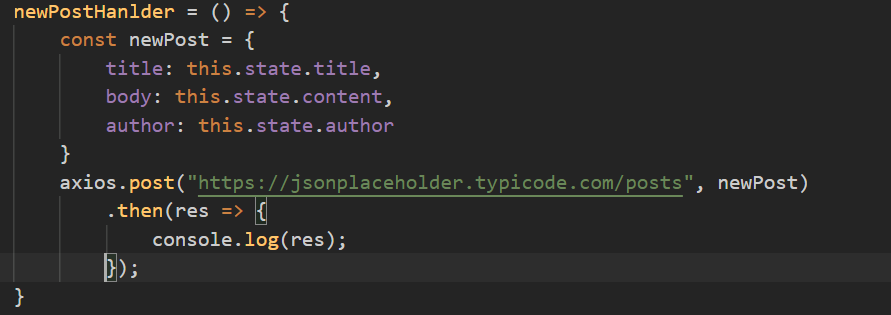 newPostHanlder = () => {
    const newPost = {
        title: this.state.title,
        body: this.state.content,
        author: this.state.author
    }
    axios.post("https://jsonplaceholder.typicode.com/posts", newPost)
        .then(res => {
            console.log(res);
        });
}